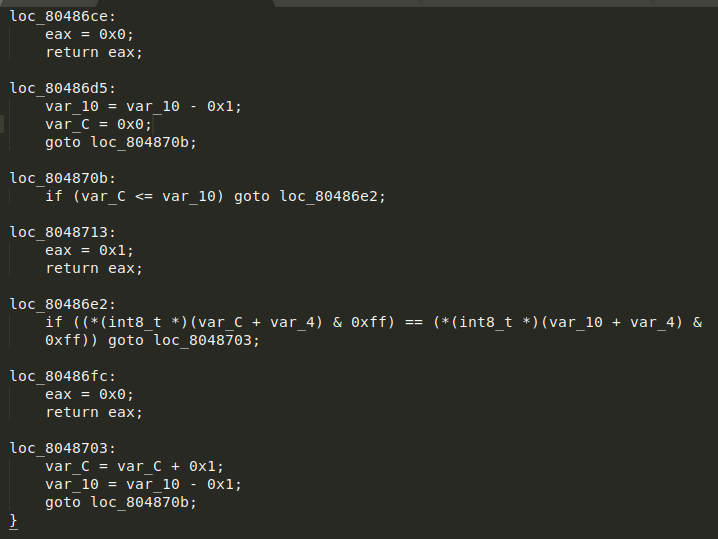 loc_80486ce:
eax = 0x0;
return eax;
loc_80486d5:
var_10 = var_10 - 0x1;
var_C = 0x0;
goto loc_804870b;
loc_804870b:
if (var_C <= var_10) goto loc_80486e2;
loc_8048713:
eax = 0x1;
return eax;
loc_80486e2:
if ((*(int8_t *)(var_C + var_4) & 0xff) == (*(int8_t *)(var_10 + var_4) &
0xff)) goto loc_8048703;
loc_80486fc:
eax = 0x0;
return eax;
loc_8048703:
var_C = var_C + 0x1;
var_10 = var_10 - 0x1;
goto loc_804870b;
}